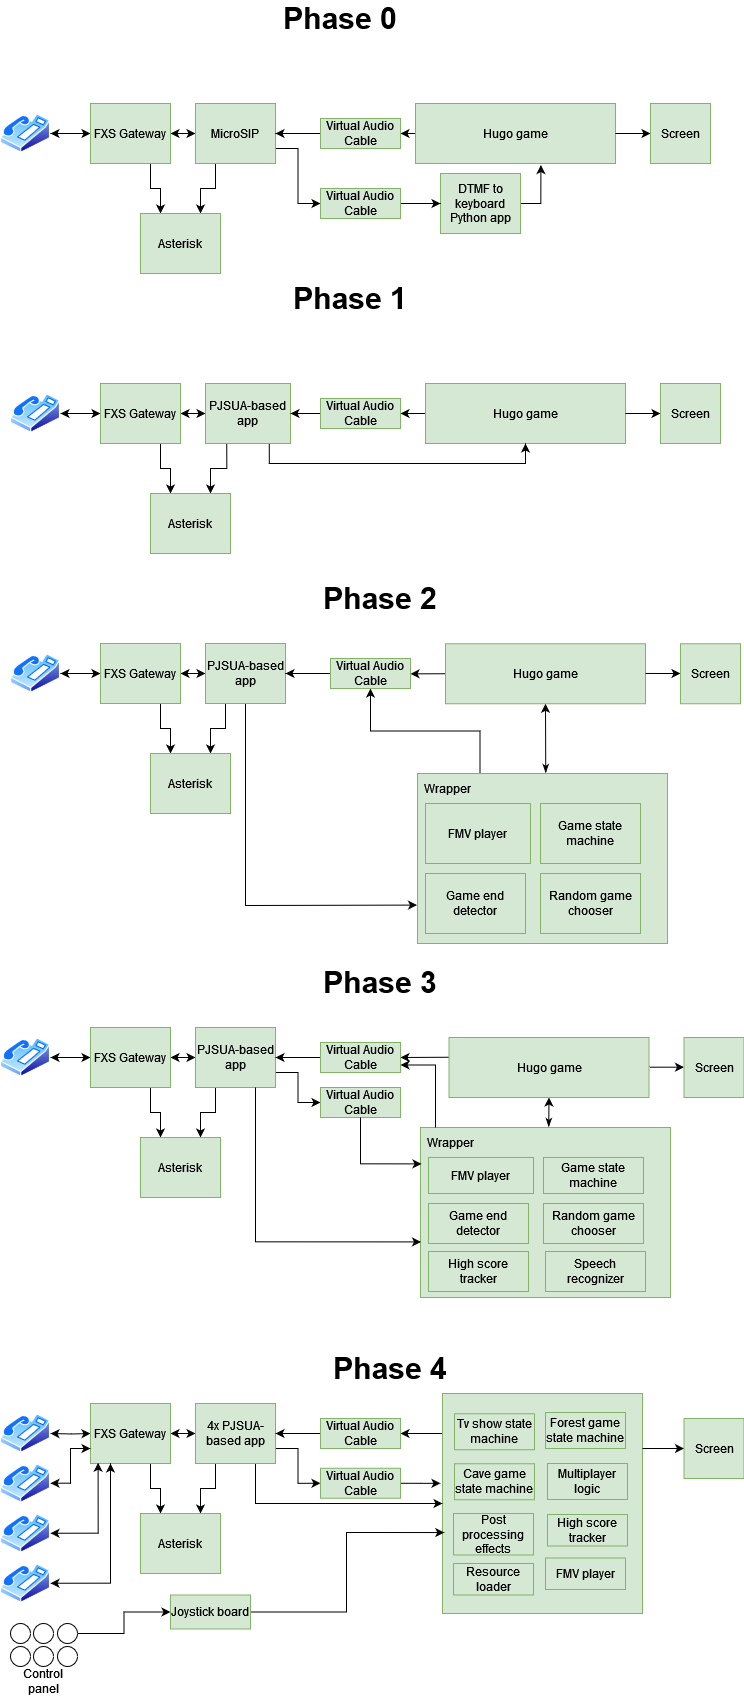 Phase 0
FXS Gateway
MicroSIP
Virtual Audio
Cable
Hugo game
Screen
Virtual Audio
Cable
DTMF to
keyboard
Python app
Asterisk
Phase 1
FXS Gateway
PJSUA-based
app
Virtual Audio
Cable
Hugo game
Screen
Asterisk
Phase 2
FXS Gateway
PJSUA-based
app
Virtual Audio
Cable
Hugo game
Screen
Asterisk
Wrapper
FMV player
Game state
machine
Game end
detector
Random game
chooser
Phase 3
FXS Gateway
PJSUA-based
app
Virtual Audio
Cable
Hugo game
Screen
Virtual Audio
Cable
Asterisk
Wrapper
FMV player
Game state
machine
Game end
detector
Random game
chooser
High score
tracker
Speech
recognizer
Phase 4
FXS Gateway
4x PJSUA-
based app
Virtual Audio
Cable
Tv show state
machine
Forest game
state machine
Screen
Virtual Audio
Cable
Cave game
state machine
Multiplayer
logic
Asterisk
Post
processing
effects
High score
tracker
Resource
loader
FMV player
Joystick board
Control
panel